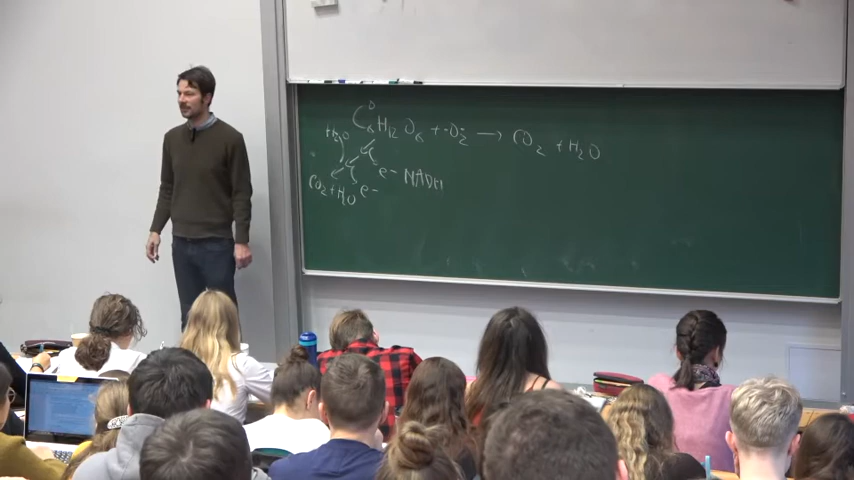 C₆H₁₂O₆ + O₂ → CO₂ + H₂O
H₂O
e- NADH
CO₂ + H₂O e-